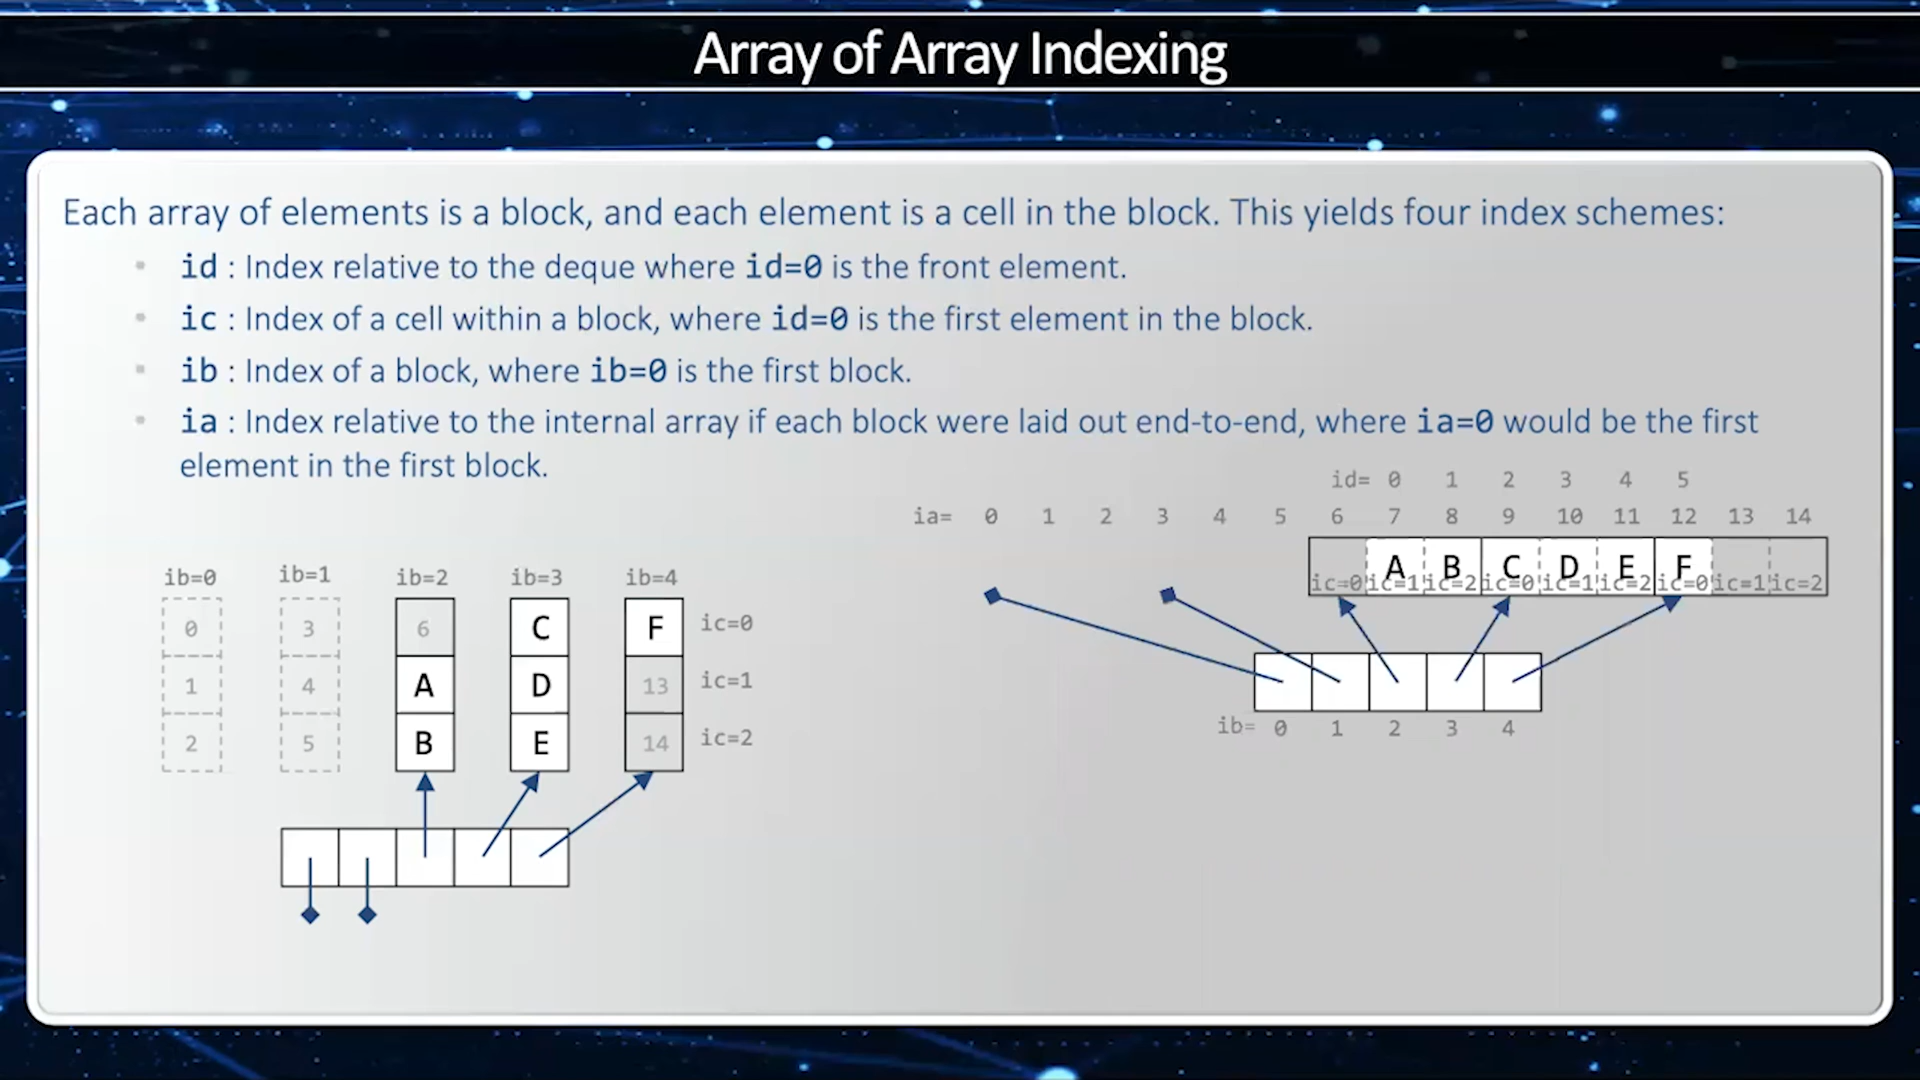 Array of Array Indexing
Each array of elements is a block, and each element is a cell in the block. This yields four index schemes:
id : Index relative to the deque where id=0 is the front element.
ic : Index of a cell within a block, where id=0 is the first element in the block.
ib : Index of a block, where ib=0 is the first block.
ia : Index relative to the internal array if each block were laid out end-to-end, where ia=0 would be the first
element in the first block.
id= 0 1 2 3 4 5
ia= 0 1 2 3 4 5 6 7 8 9 10 11 12 13 14
A B C D E F
ic=0 ic=1 ic=2 ic=0 ic=1 ic=2 ic=0 ic=1 ic=2
ib= 0 1 2 3 4
ib=0 ib=1 ib=2 ib=3 ib=4
0 3 6 C F ic=0
1 4 A D 13 ic=1
2 5 B E 14 ic=2